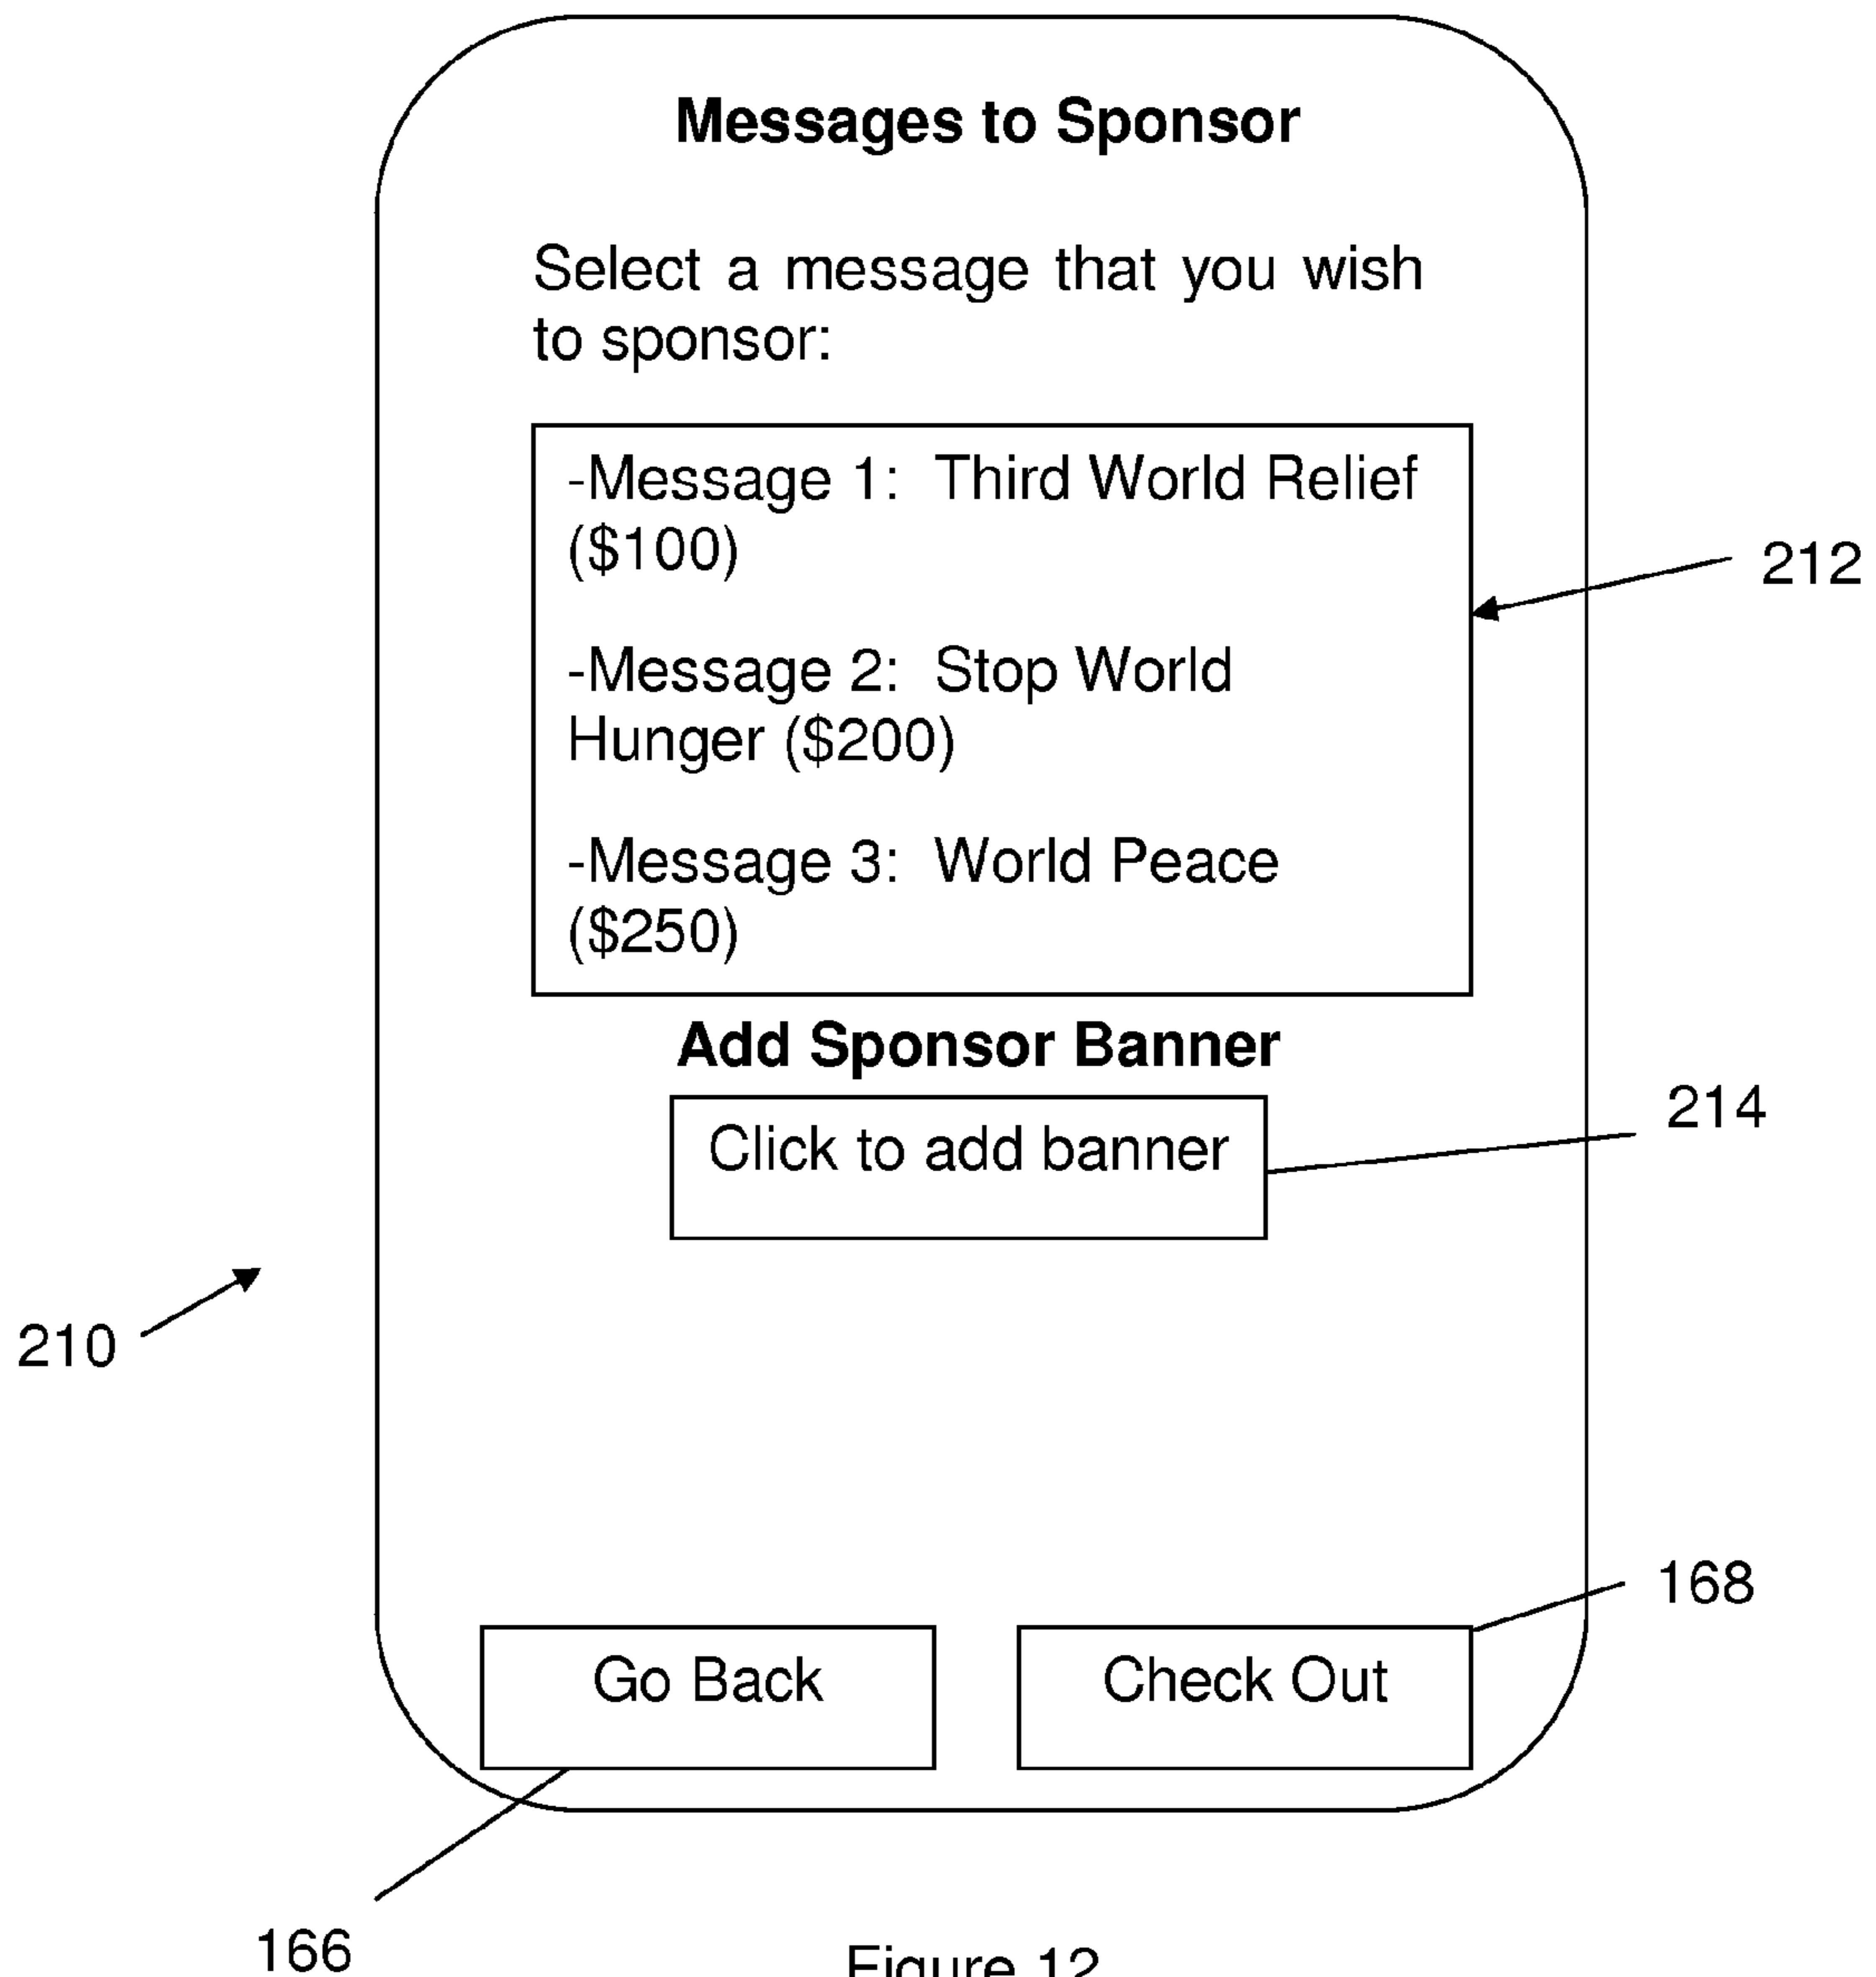 Messages to Sponsor
Select a message that you wish
to sponsor:
-Message 1: Third World Relief
($100)
212
-Message 2: Stop World
Hunger ($200)
-Message 3: World Peace
($250)
Add Sponsor Banner
Click to add banner
214
210
168
Go Back
Check Out
166
Figure 12